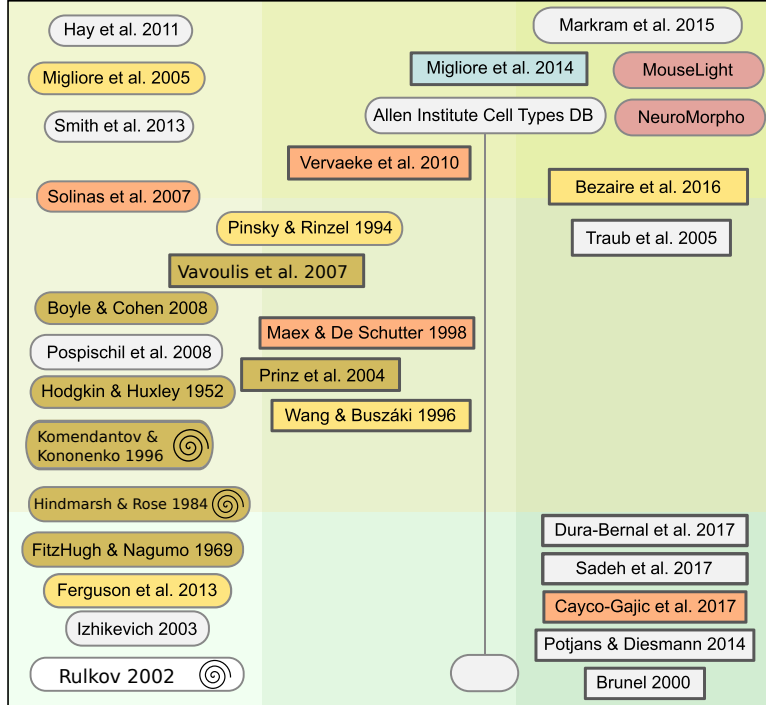 Hay et al. 2011
Markram et al. 2015
Migliore et al. 2005
Migliore et al. 2014
MouseLight
Smith et al. 2013
Allen Institute Cell Types DB
NeuroMorpho
Vervaeke et al. 2010
Solinas et al. 2007
Bezaire et al. 2016
Pinsky & Rinzel 1994
Traub et al. 2005
Vavoulis et al. 2007
Boyle & Cohen 2008
Maex & De Schutter 1998
Pospischil et al. 2008
Prinz et al. 2004
Hodgkin & Huxley 1952
Wang & Buszáki 1996
Komendantov &
Kononenko 1996
Hindmarsh & Rose 1984
Dura-Bernal et al. 2017
FitzHugh & Nagumo 1969
Sadeh et al. 2017
Ferguson et al. 2013
Cayco-Gajic et al. 2017
Izhikevich 2003
Potjans & Diesmann 2014
Rulkov 2002
Brunel 2000